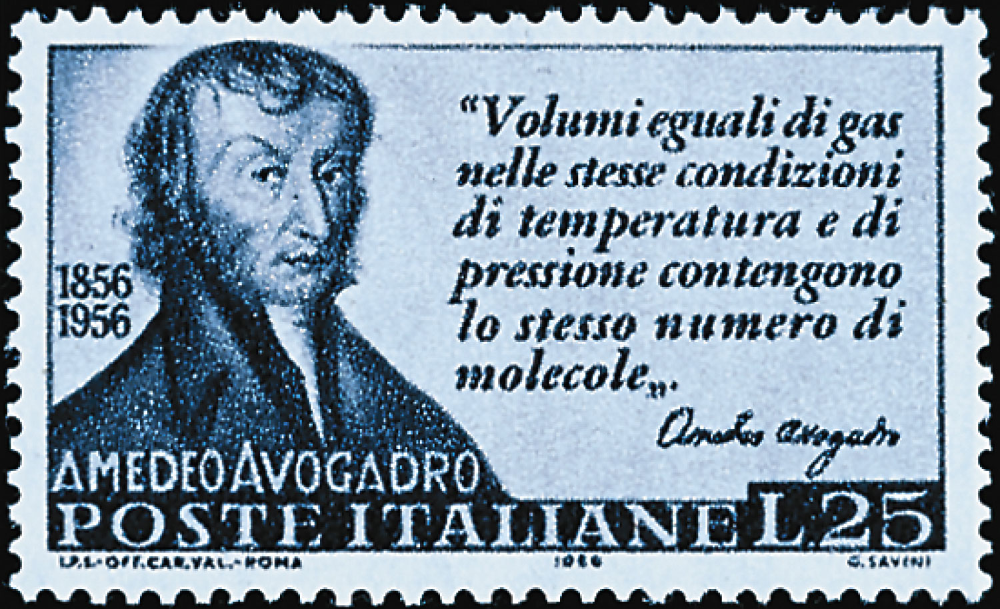 “Volumi eguali di gas
nelle stesse condizioni
di temperatura e di
pressione contengono
lo stesso numero di
molecole„.
Amedeo Avogadro
1856
1956
AMEDEO AVOGADRO
POSTE ITALIANE L.25
I.P.S.-OFF.CAR.VAL.-ROMA 1956 G. SAVINI